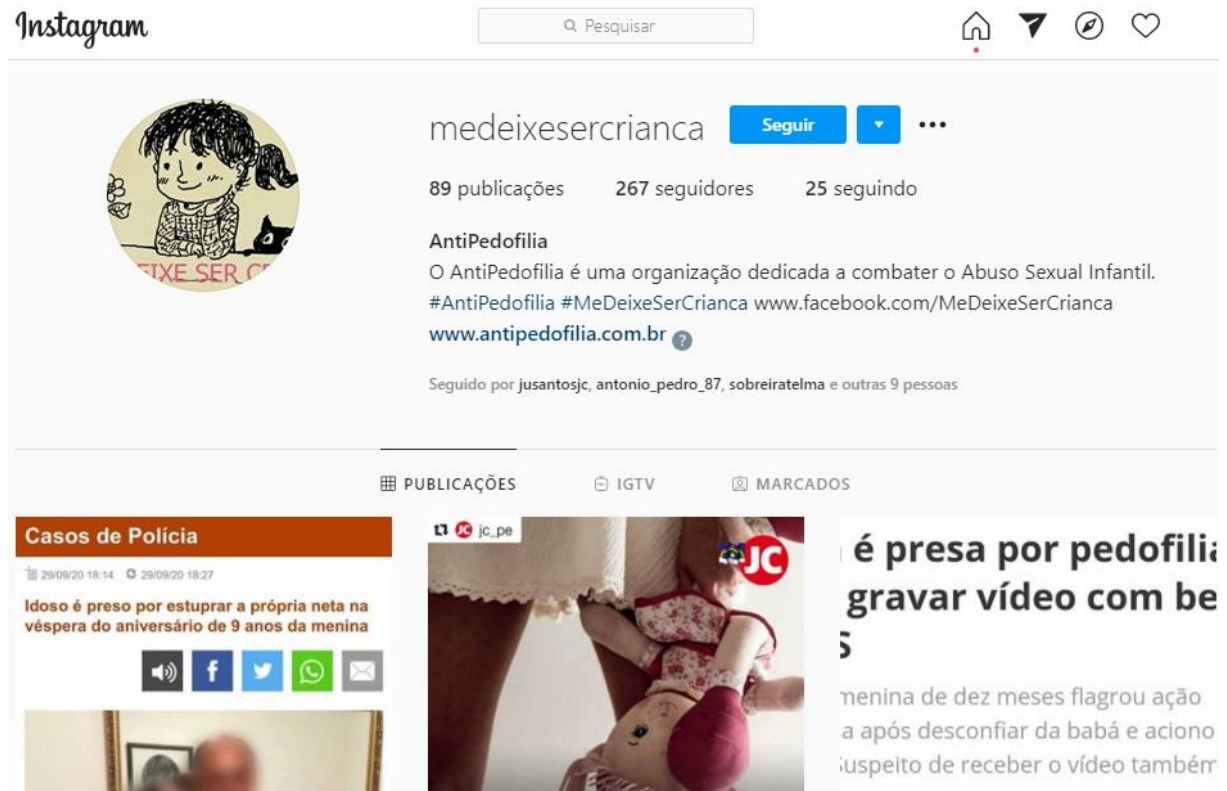 Instagram
Pesquisar
medeixesercrianca
Seguir
89 publicações 267 seguidores 25 seguindo
AntiPedofilia
O AntiPedofilia é uma organização dedicada a combater o Abuso Sexual Infantil.
#AntiPedofilia #MeDeixeSerCrianca www.facebook.com/MeDeixeSerCrianca
www.antipedofilia.com.br ?
Seguido por jusantosjc, antonio_pedro_87, sobreiratelma e outras 9 pessoas
EIXE SER C
PUBLICAÇÕES IGTV MARCADOS
Casos de Polícia
29/09/20 18:14 29/09/20 18:27
Idoso é preso por estuprar a própria neta na
véspera do aniversário de 9 anos da menina
jc_pe
JC
é presa por pedofilia
gravar vídeo com be
s
menina de dez meses flagrou ação
a após desconfiar da babá e aciono
Suspeito de receber o vídeo também